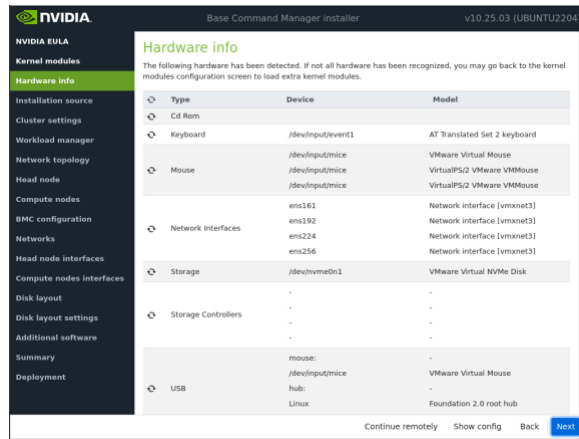 NVIDIA.
Base Command Manager installer
v10.25.03 (UBUNTU2204
NVIDIA EULA
Kernel modules
Hardware info
Installation source
Cluster settings
Workload manager
Network topology
Head node
Compute nodes
BMC configuration
Networks
Head node interfaces
Compute nodes interfaces
Disk layout
Disk layout settings
Additional software
Summary
Deployment
Hardware info
The following hardware has been detected. If not all hardware has been recognized, you may go back to the kernel
modules configuration screen to load extra kernel modules.
Type Device Model
Cd Rom
Keyboard /dev/input/event1 AT Translated Set 2 keyboard
/dev/input/mice VMware Virtual Mouse
Mouse /dev/input/mice VirtualPS/2 VMware VMMouse
/dev/input/mice VirtualPS/2 VMware VMMouse
ens161 Network interface [vmxnet3]
ens192 Network interface [vmxnet3]
Network Interfaces
ens224 Network interface [vmxnet3]
ens256 Network interface [vmxnet3]
Storage /dev/nvme0n1 VMware Virtual NVMe Disk
- -
- -
Storage Controllers
- -
- -
mouse: -
/dev/input/mice VMware Virtual Mouse
USB
hub: -
Linux Foundation 2.0 root hub
Continue remotely Show config Back Next